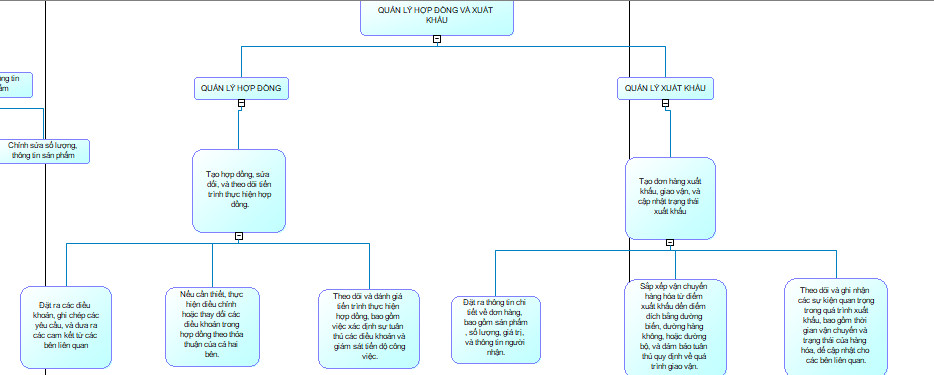 QUẢN LÝ HỢP ĐỒNG VÀ XUẤT
KHẨU
QUẢN LÝ HỢP ĐỒNG
QUẢN LÝ XUẤT KHẨU
tin
Chỉnh sửa số lượng,
thông tin sản phẩm
Tạo hợp đồng, sửa
đổi, và theo dõi tiến
trình thực hiện hợp
đồng.
Tạo đơn hàng xuất
khẩu, giao vận, và
cập nhật trạng thái
xuất khẩu
Đặt ra các điều
khoản, ghi chép các
yêu cầu, và đưa ra
các cam kết từ các
bên liên quan
Nếu cần thiết, thực
hiện điều chỉnh
hoặc thay đổi các
điều khoản trong
hợp đồng theo thỏa
thuận của cả hai
bên.
Theo dõi và đánh giá
tiến trình thực hiện
hợp đồng, bao gồm
việc xác định sự tuân
thủ các điều khoản và
giám sát tiến độ công
việc.
Đặt ra thông tin chi
tiết về đơn hàng,
bao gồm sản phẩm
, số lượng, giá trị,
và thông tin người
nhận.
Sắp xếp vận chuyển
hàng hóa từ điểm
xuất khẩu đến điểm
đích bằng đường
biển, đường hàng
không, hoặc đường
bộ, và đảm bảo tuân
thủ quy định về quá
trình giao vận.
Theo dõi và ghi nhận
các sự kiện quan trọng
trong quá trình xuất
khẩu, bao gồm thời
gian vận chuyển và
trạng thái của hàng
hóa, để cập nhật cho
các bên liên quan.